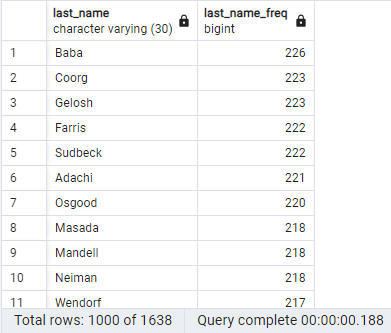 last_name last_name_freq
character varying (30) bigint
1 Baba 226
2 Coorg 223
3 Gelosh 223
4 Farris 222
5 Sudbeck 222
6 Adachi 221
7 Osgood 220
8 Masada 218
9 Mandell 218
10 Neiman 218
11 Wendorf 217
Total rows: 1000 of 1638 Query complete 00:00:00.188